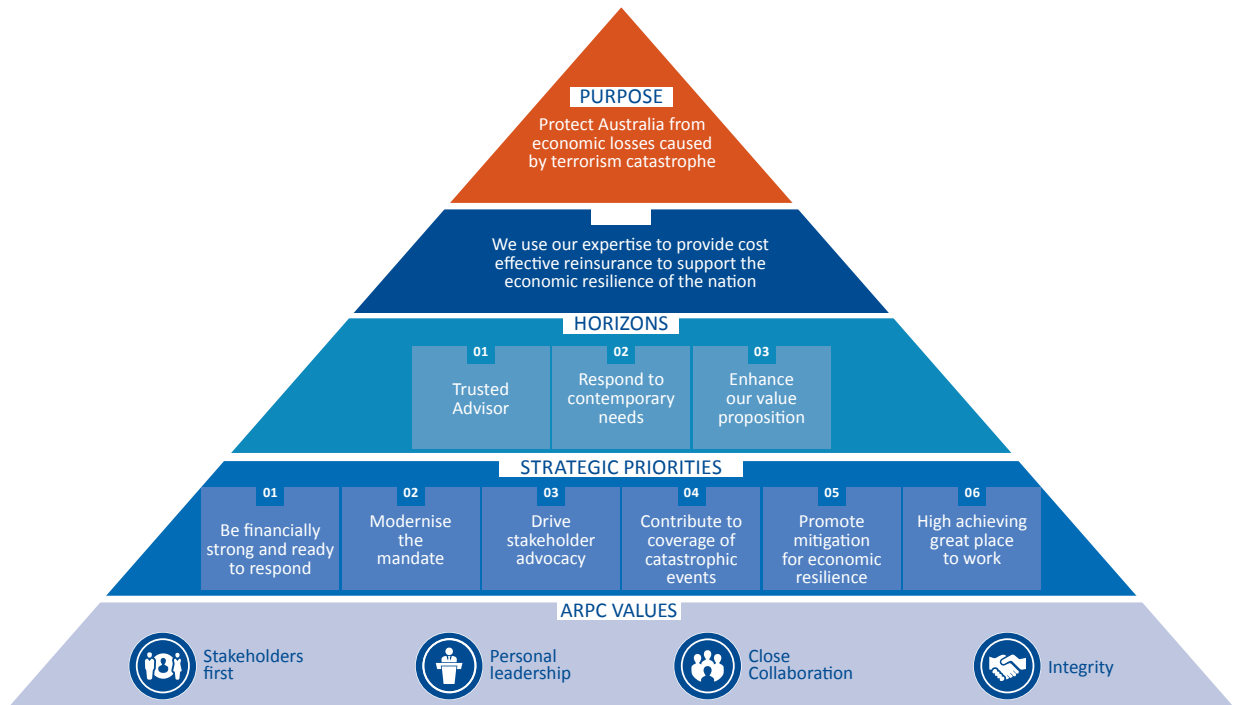 PURPOSE
Protect Australia from
economic losses caused
by terrorism catastrophe
We use our expertise to provide cost
effective reinsurance to support the
economic resilience of the nation
HORIZONS
01
Trusted
Advisor
02
Respond to
contemporary
needs
03
Enhance
our value
proposition
STRATEGIC PRIORITIES
01
Be financially
strong and ready
to respond
02
Modernise
the
mandate
03
Drive
stakeholder
advocacy
04
Contribute to
coverage of
catastrophic
events
05
Promote
mitigation
for economic
resilience
06
High achieving
great place
to work
ARPC VALUES
Stakeholders
first
Personal
leadership
Close
Collaboration
Integrity